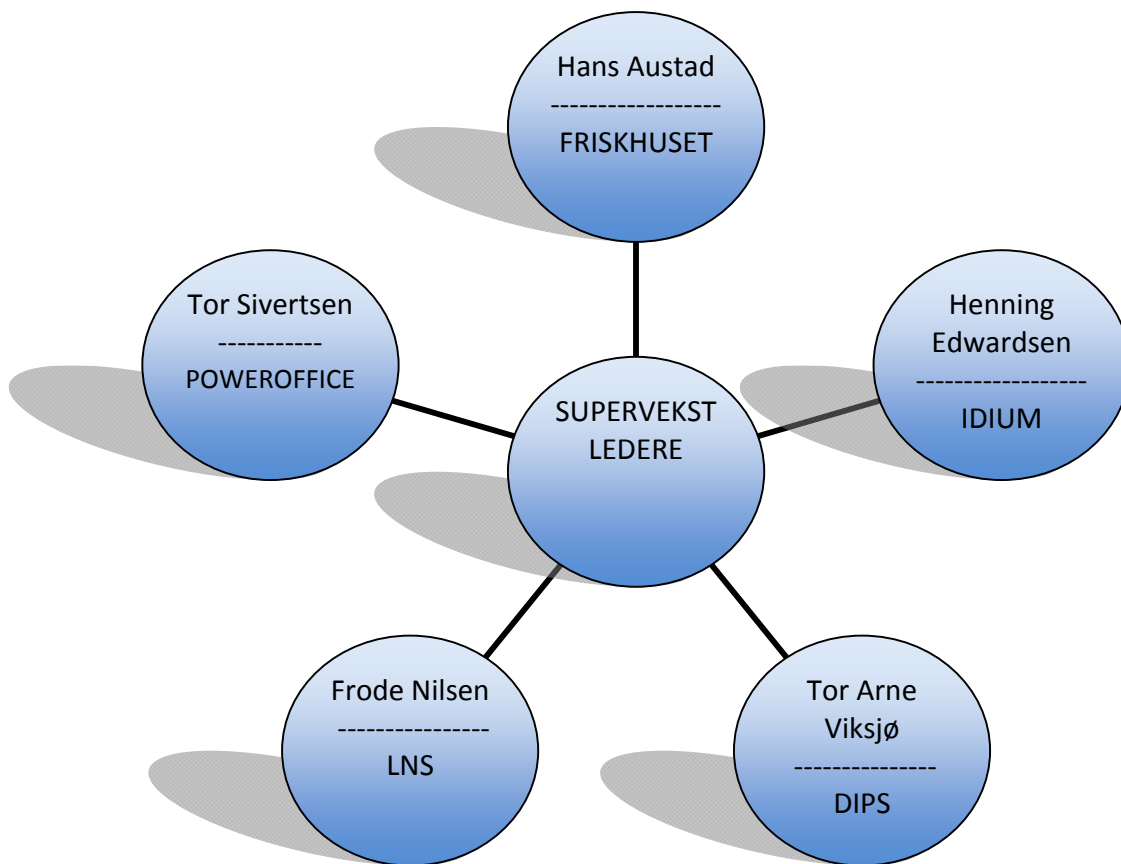 Hans Austad
-------------------
FRISKHUSET
Tor Sivertsen
-----------
POWEROFFICE
Henning
Edwardsen
-------------------
IDIUM
SUPERVEKST
LEDERE
Frode Nilsen
-----------------
LNS
Tor Arne
Viksjø
----------------
DIPS